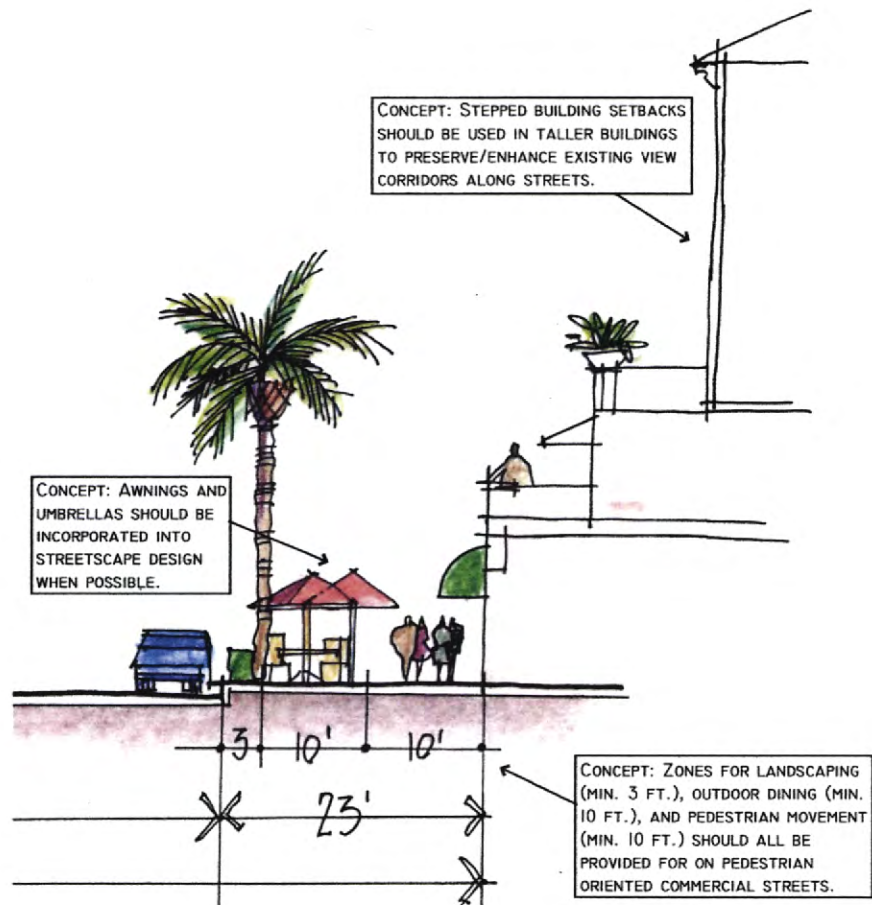 CONCEPT: STEPPED BUILDING SETBACKS
SHOULD BE USED IN TALLER BUILDINGS
TO PRESERVE/ENHANCE EXISTING VIEW
CORRIDORS ALONG STREETS.
CONCEPT: AWNINGS AND
UMBRELLAS SHOULD BE
INCORPORATED INTO
STREETSCAPE DESIGN
WHEN POSSIBLE.
3 10' 10'
23'
CONCEPT: ZONES FOR LANDSCAPING
(MIN. 3 FT.), OUTDOOR DINING (MIN.
10 FT.), AND PEDESTRIAN MOVEMENT
(MIN. 10 FT.) SHOULD ALL BE
PROVIDED FOR ON PEDESTRIAN
ORIENTED COMMERCIAL STREETS.